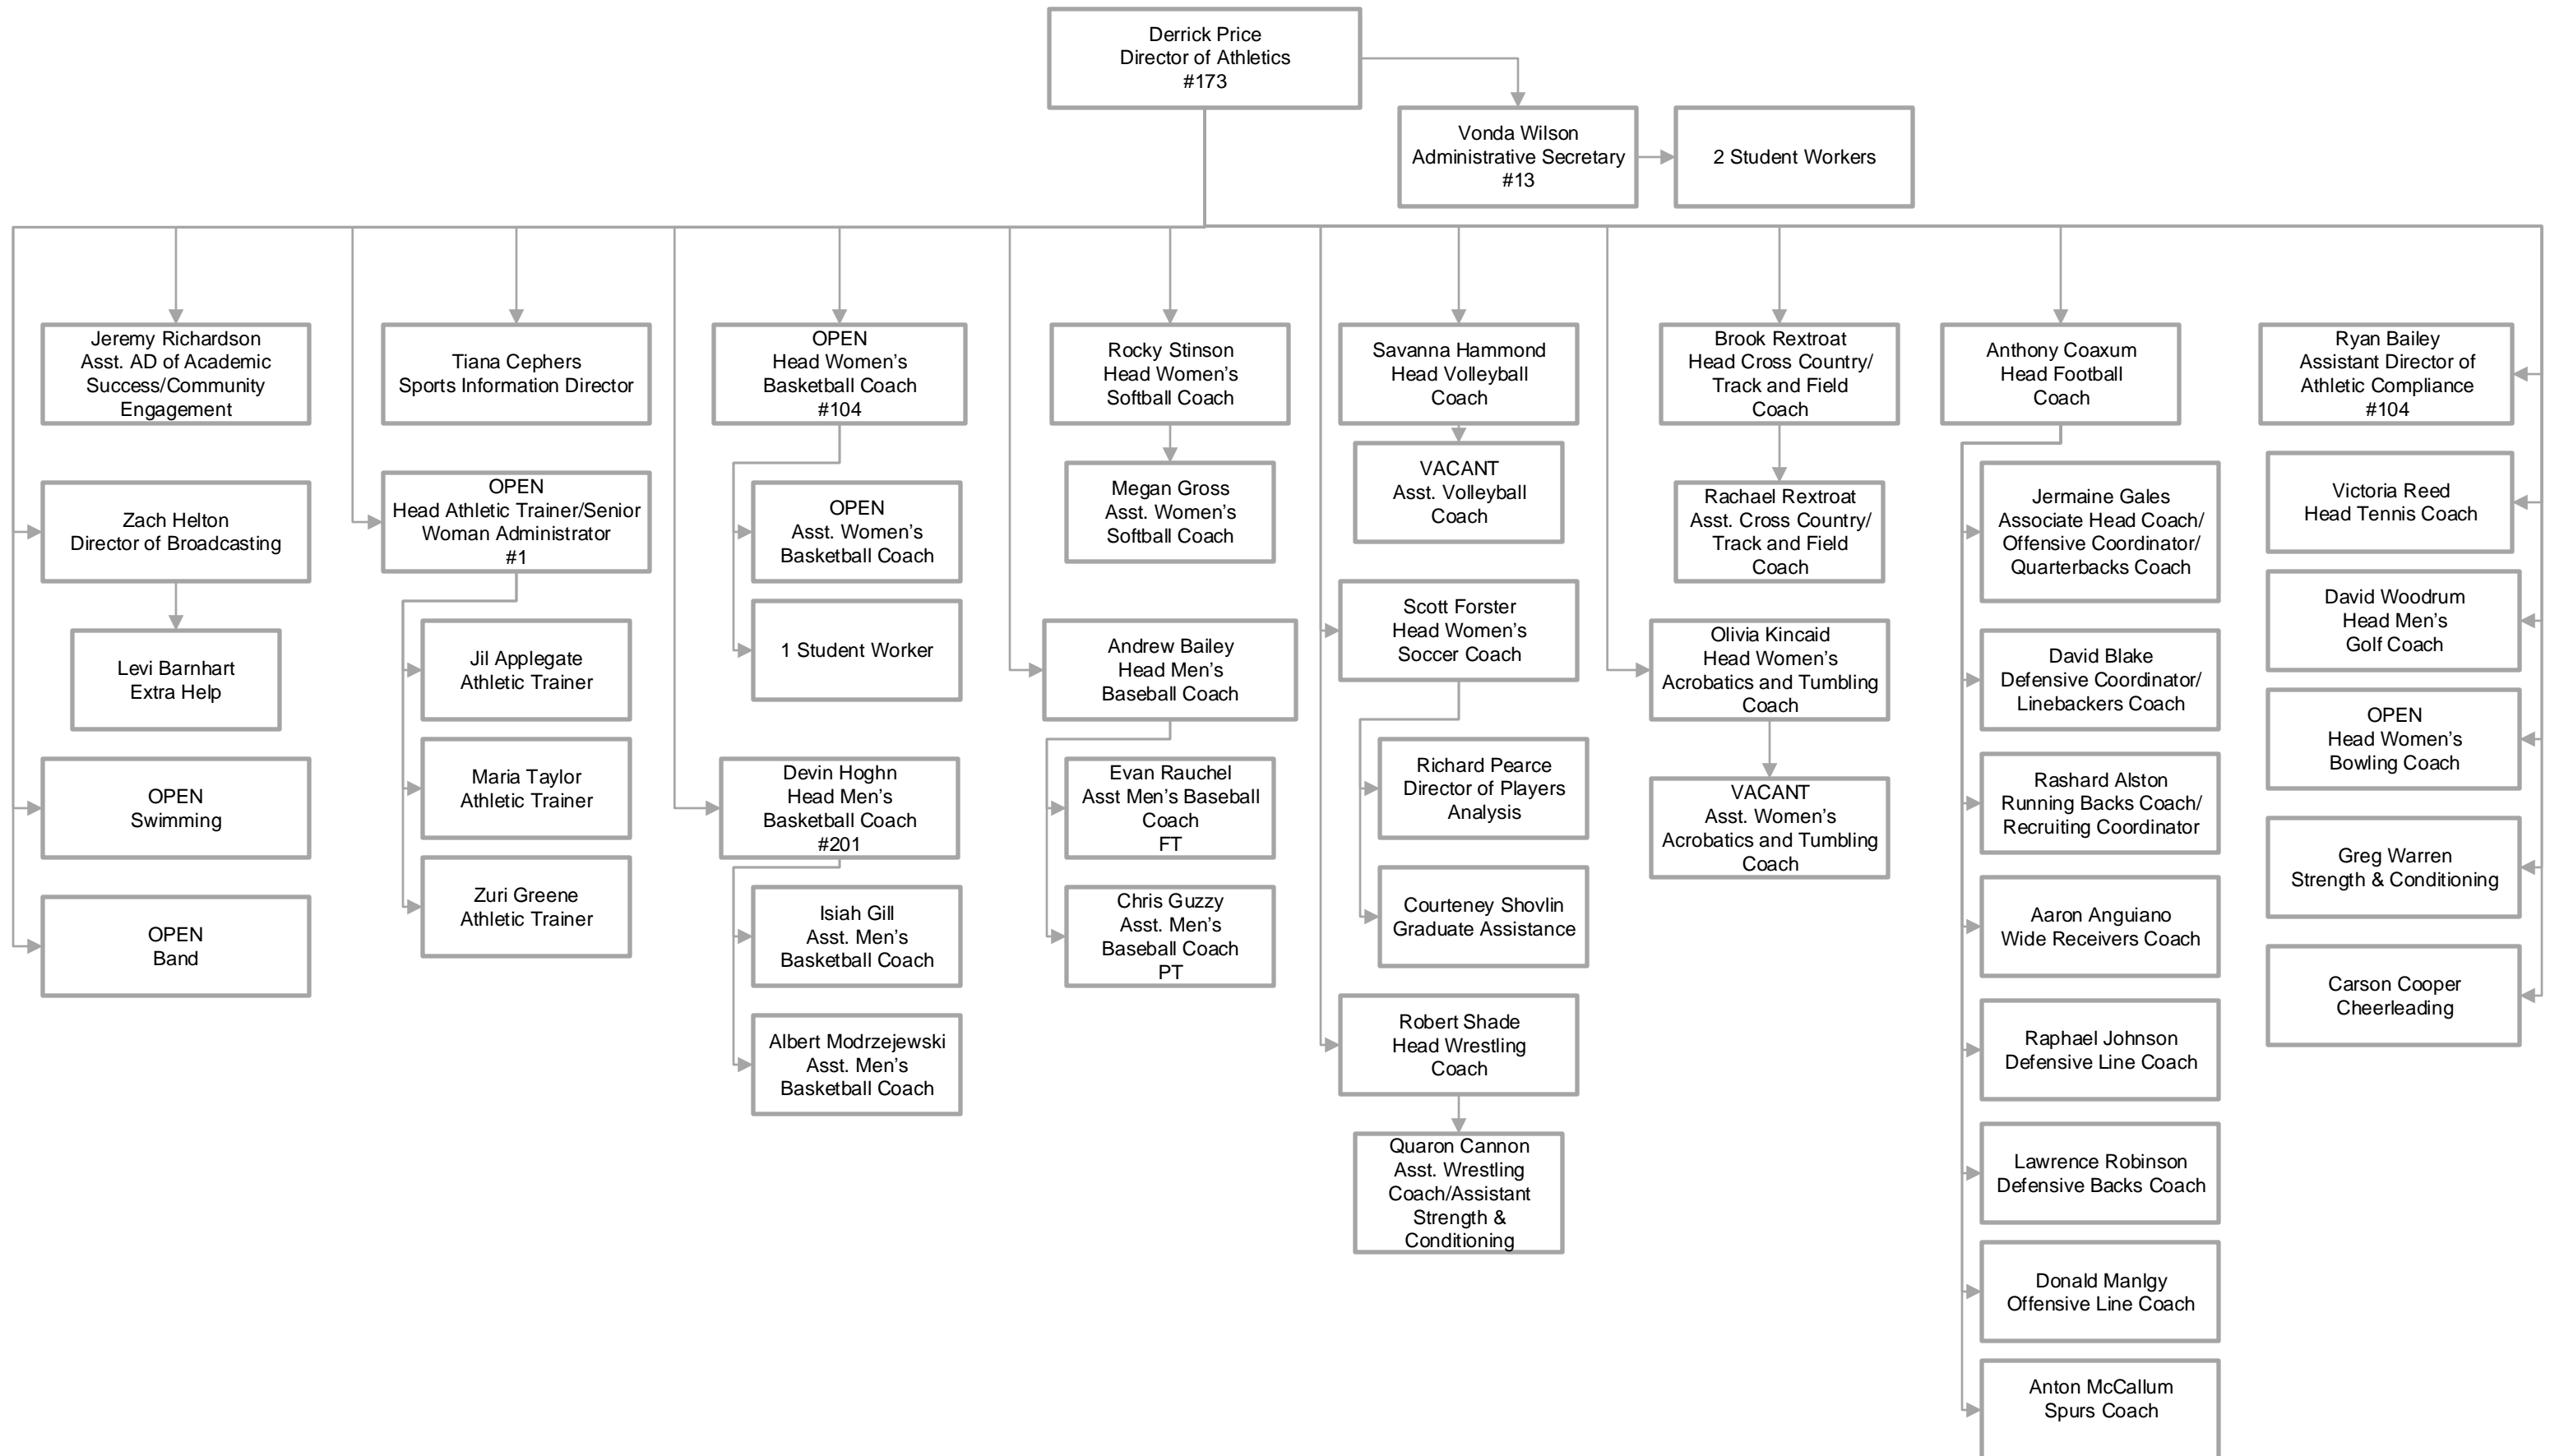 Derrick Price
Director of Athletics
#173
Vonda Wilson
Administrative Secretary
#13
2 Student Workers
Jeremy Richardson
Asst. AD of Academic
Success/Community
Engagement
Zach Helton
Director of Broadcasting
Levi Barnhart
Extra Help
OPEN
Swimming
OPEN
Band
Tiana Cephers
Sports Information Director
OPEN
Head Athletic Trainer/Senior
Woman Administrator
#1
Jil Applegate
Athletic Trainer
Maria Taylor
Athletic Trainer
Zuri Greene
Athletic Trainer
OPEN
Head Women’s
Basketball Coach
#104
OPEN
Asst. Women’s
Basketball Coach
1 Student Worker
Devin Hoghn
Head Men’s
Basketball Coach
#201
Isiah Gill
Asst. Men’s
Basketball Coach
Albert Modrzejewski
Asst. Men’s
Basketball Coach
Rocky Stinson
Head Women’s
Softball Coach
Megan Gross
Asst. Women’s
Softball Coach
Andrew Bailey
Head Men’s
Baseball Coach
Evan Rauchel
Asst Men’s Baseball
Coach
FT
Chris Guzzy
Asst. Men’s
Baseball Coach
PT
Savanna Hammond
Head Volleyball
Coach
VACANT
Asst. Volleyball
Coach
Scott Forster
Head Women’s
Soccer Coach
Richard Pearce
Director of Players
Analysis
Courteney Shovlin
Graduate Assistance
Robert Shade
Head Wrestling
Coach
Quaron Cannon
Asst. Wrestling
Coach/Assistant
Strength &
Conditioning
Brook Rextroat
Head Cross Country/
Track and Field
Coach
Rachael Rextroat
Asst. Cross Country/
Track and Field
Coach
Olivia Kincaid
Head Women’s
Acrobatics and Tumbling
Coach
VACANT
Asst. Women’s
Acrobatics and Tumbling
Coach
Anthony Coaxum
Head Football
Coach
Jermaine Gales
Associate Head Coach/
Offensive Coordinator/
Quarterbacks Coach
David Blake
Defensive Coordinator/
Linebackers Coach
Rashard Alston
Running Backs Coach/
Recruiting Coordinator
Aaron Anguiano
Wide Receivers Coach
Raphael Johnson
Defensive Line Coach
Lawrence Robinson
Defensive Backs Coach
Donald Manlgy
Offensive Line Coach
Anton McCallum
Spurs Coach
Ryan Bailey
Assistant Director of
Athletic Compliance
#104
Victoria Reed
Head Tennis Coach
David Woodrum
Head Men’s
Golf Coach
OPEN
Head Women’s
Bowling Coach
Greg Warren
Strength & Conditioning
Carson Cooper
Cheerleading